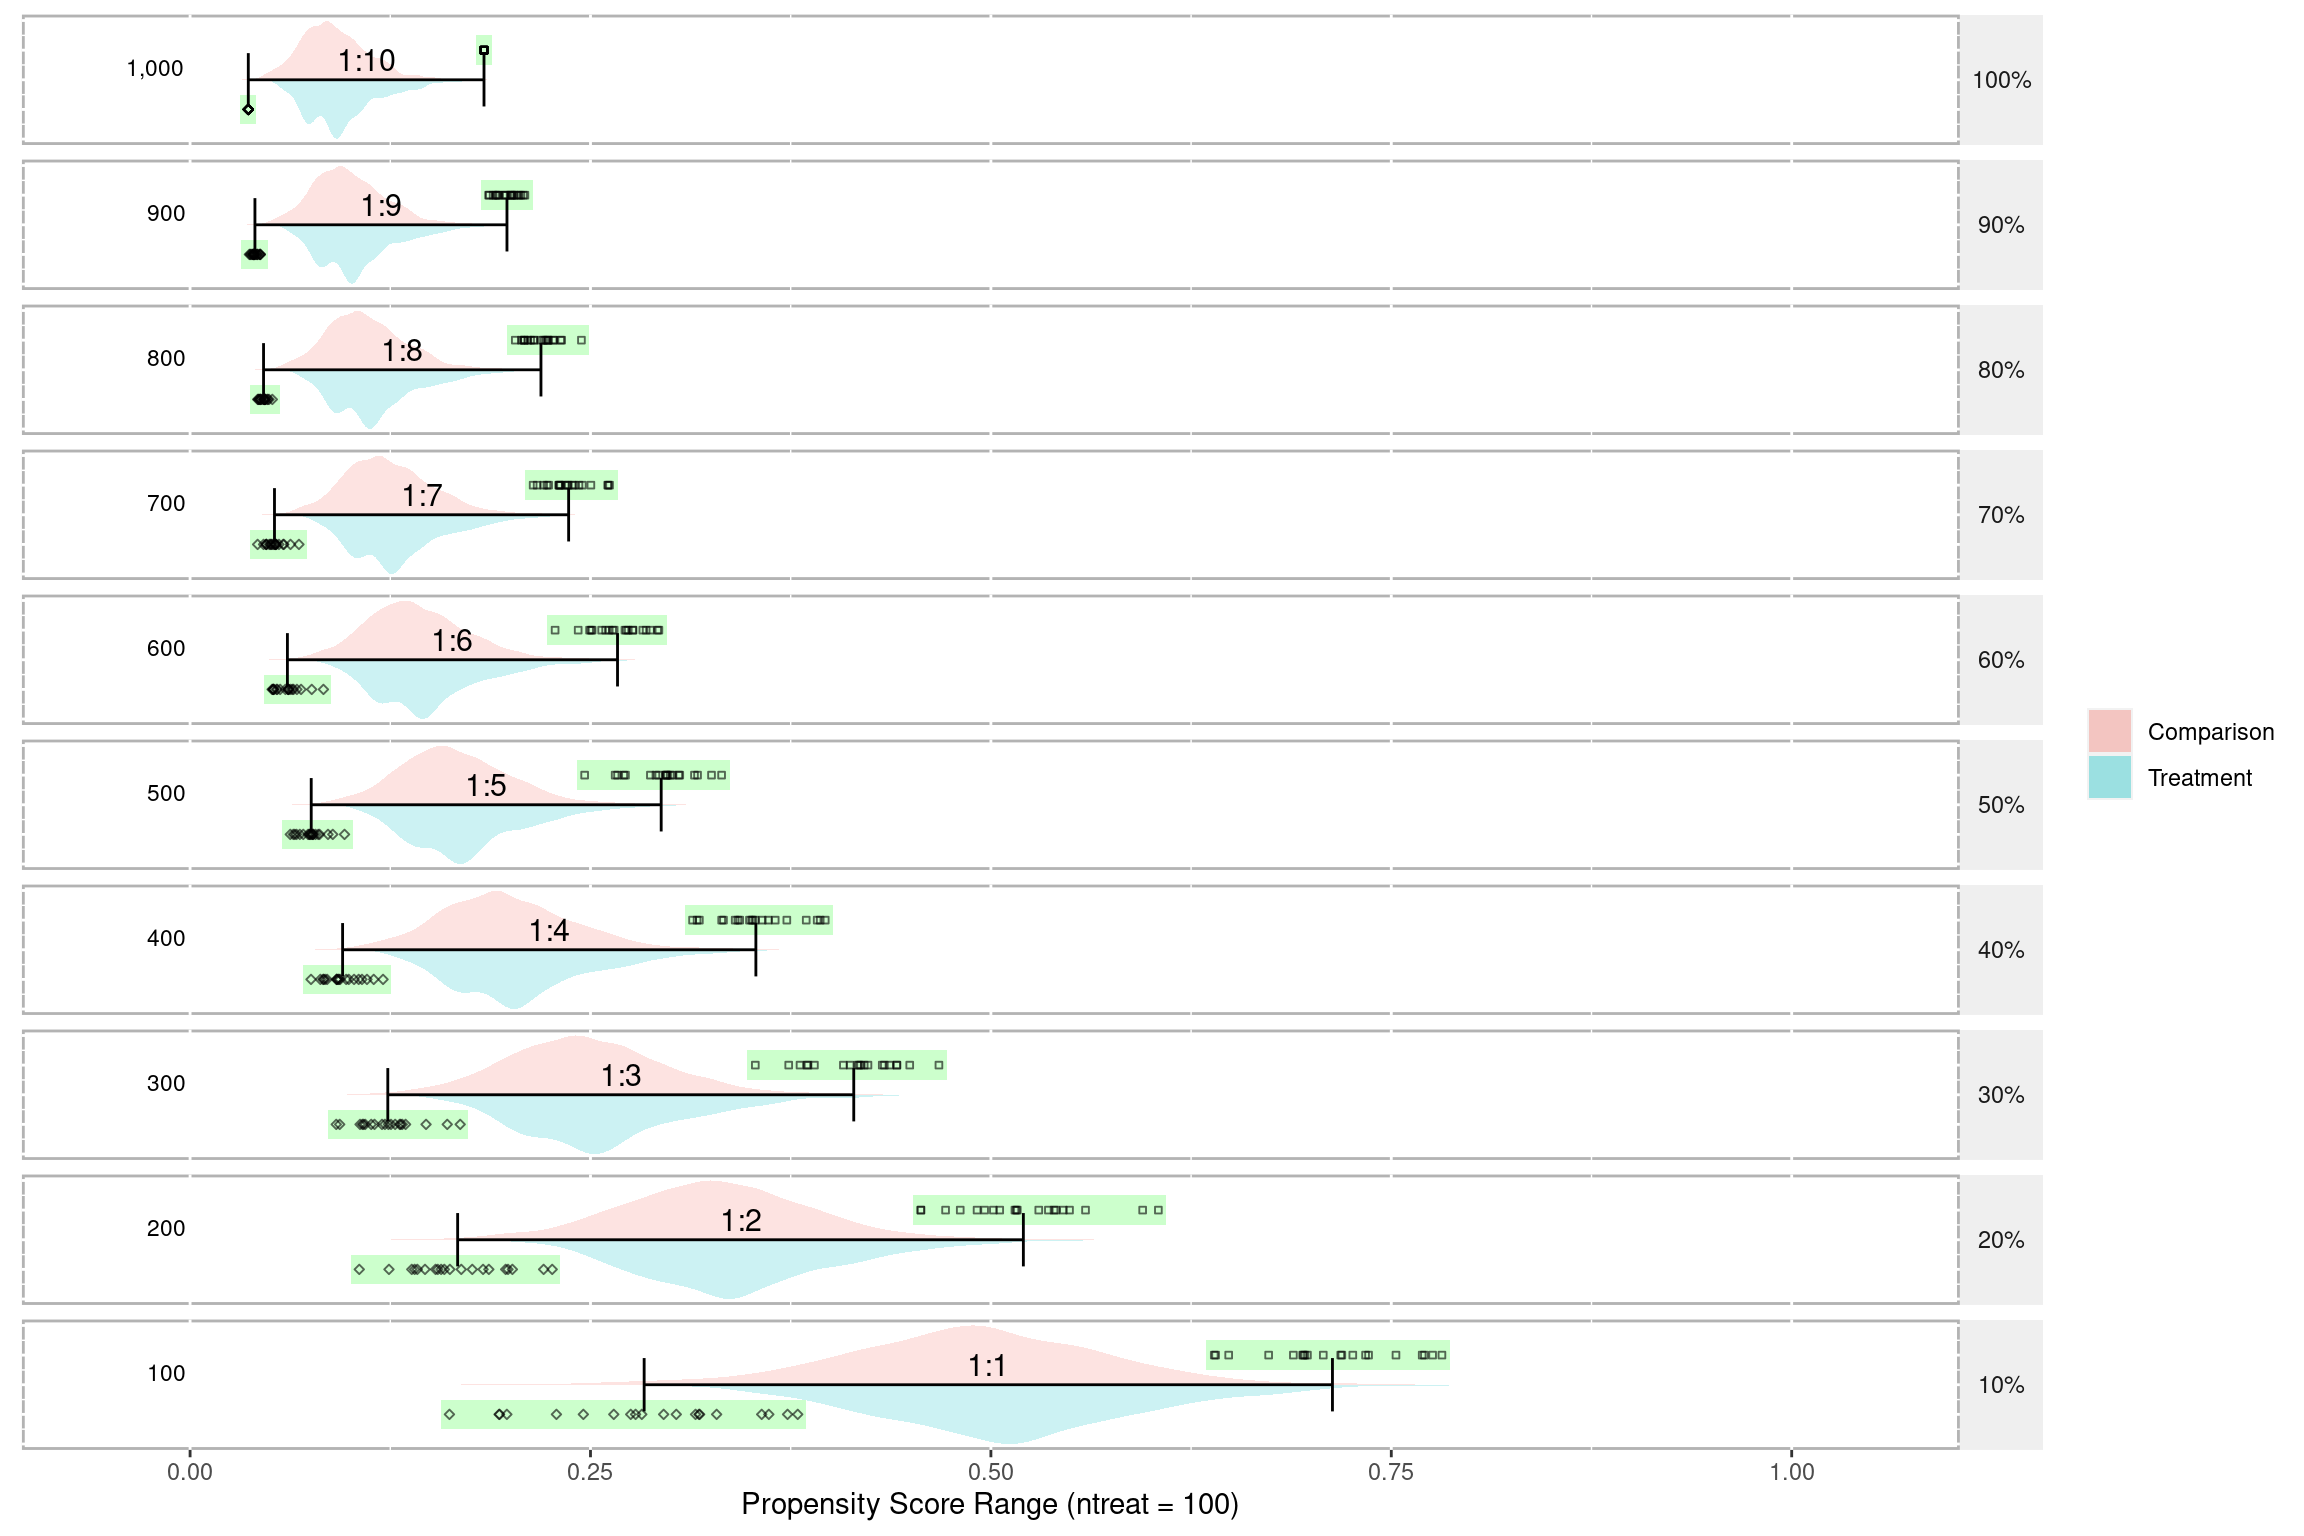 1,000 1:10 100%
900 1:9 90%
800 1:8 80%
700 1:7 70%
600 1:6 60%
500 1:5 50%
400 1:4 40%
300 1:3 30%
200 1:2 20%
100 1:1 10%
0.00 0.25 0.50 0.75 1.00
Propensity Score Range (ntreat = 100)
Comparison
Treatment